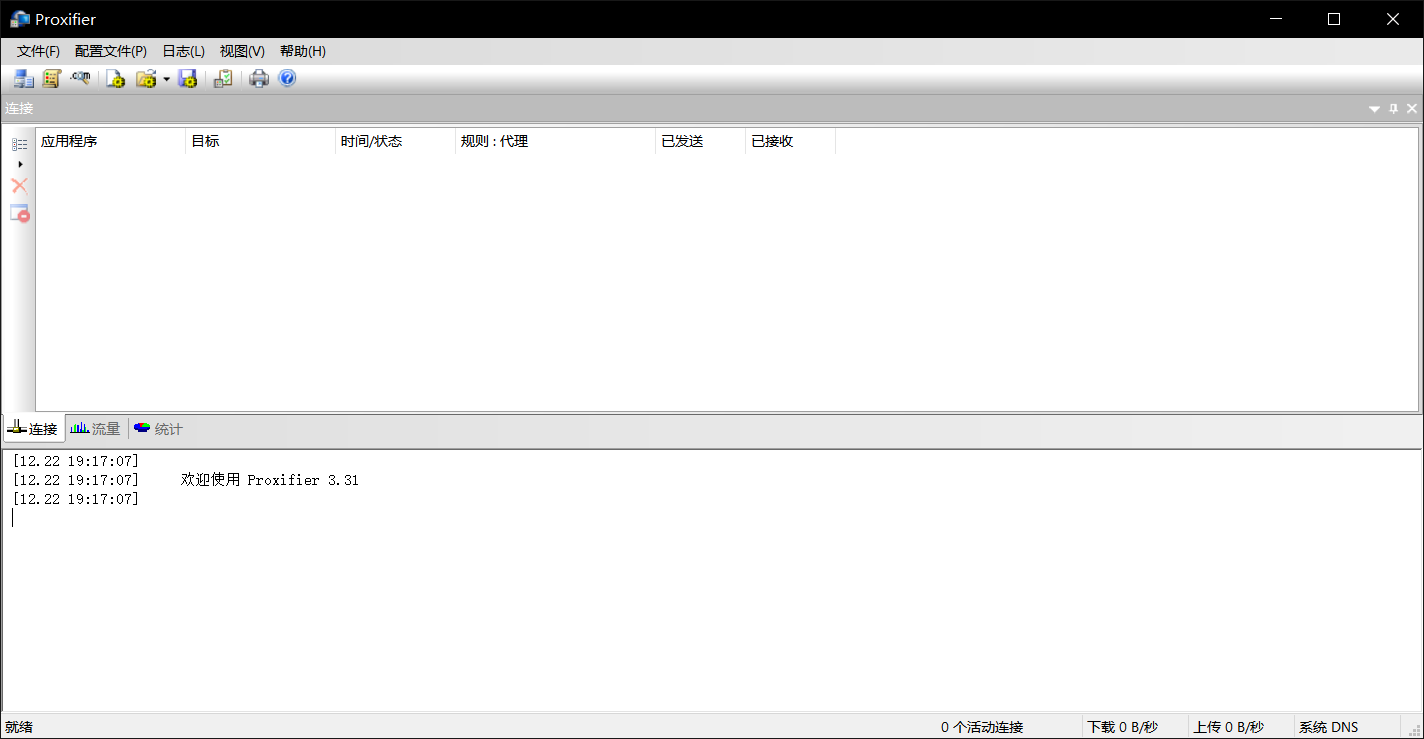 Proxifier
文件(F) 配置文件(P) 日志(L) 视图(V) 帮助(H)
.com
连接
应用程序 目标 时间/状态 规则 : 代理 已发送 已接收
连接 流量 统计
[12.22 19:17:07]
[12.22 19:17:07] 欢迎使用 Proxifier 3.31
[12.22 19:17:07]
就绪 0 个活动连接 下载 0 B/秒 上传 0 B/秒 系统 DNS